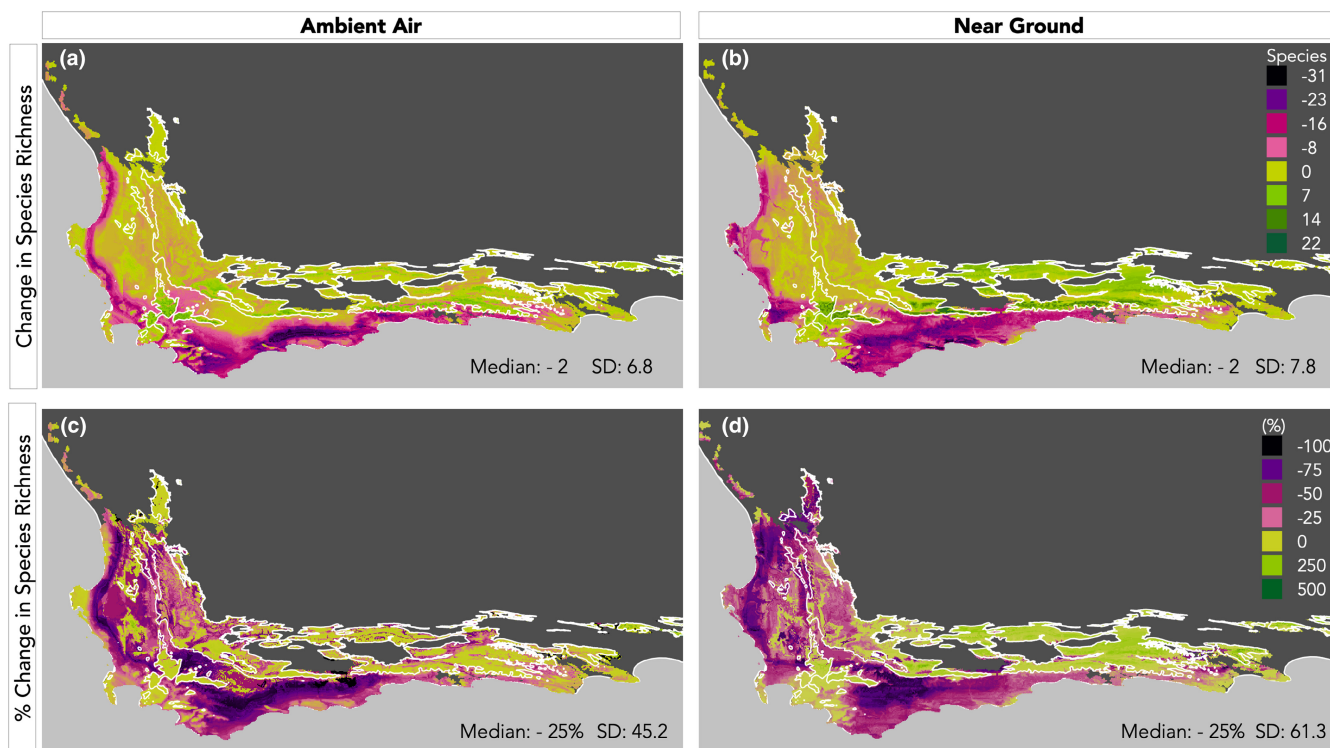 Ambient Air
Near Ground
Change in Species Richness
(a)
Median: - 2 SD: 6.8
(b)
Species
-31
-23
-16
-8
0
7
14
22
Median: - 2 SD: 7.8
% Change in Species Richness
(c)
Median: - 25% SD: 45.2
(d)
(%)
-100
-75
-50
-25
0
250
500
Median: - 25% SD: 61.3